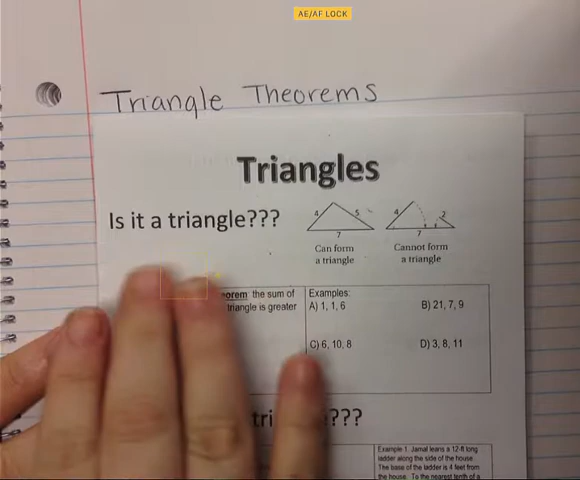 AE/AF LOCK
Triangle Theorems
Triangles
Is it a triangle???
4 5 7
4 2 7
Can form
a triangle
Cannot form
a triangle
orem: the sum of
triangle is greater
Examples:
A) 1, 1, 6 B) 21, 7, 9
C) 6, 10, 8 D) 3, 8, 11
tri ???
Example 1. Jamal leans a 12-ft long
ladder along the side of the house.
The base of the ladder is 4 feet from
the house. To the nearest tenth of a